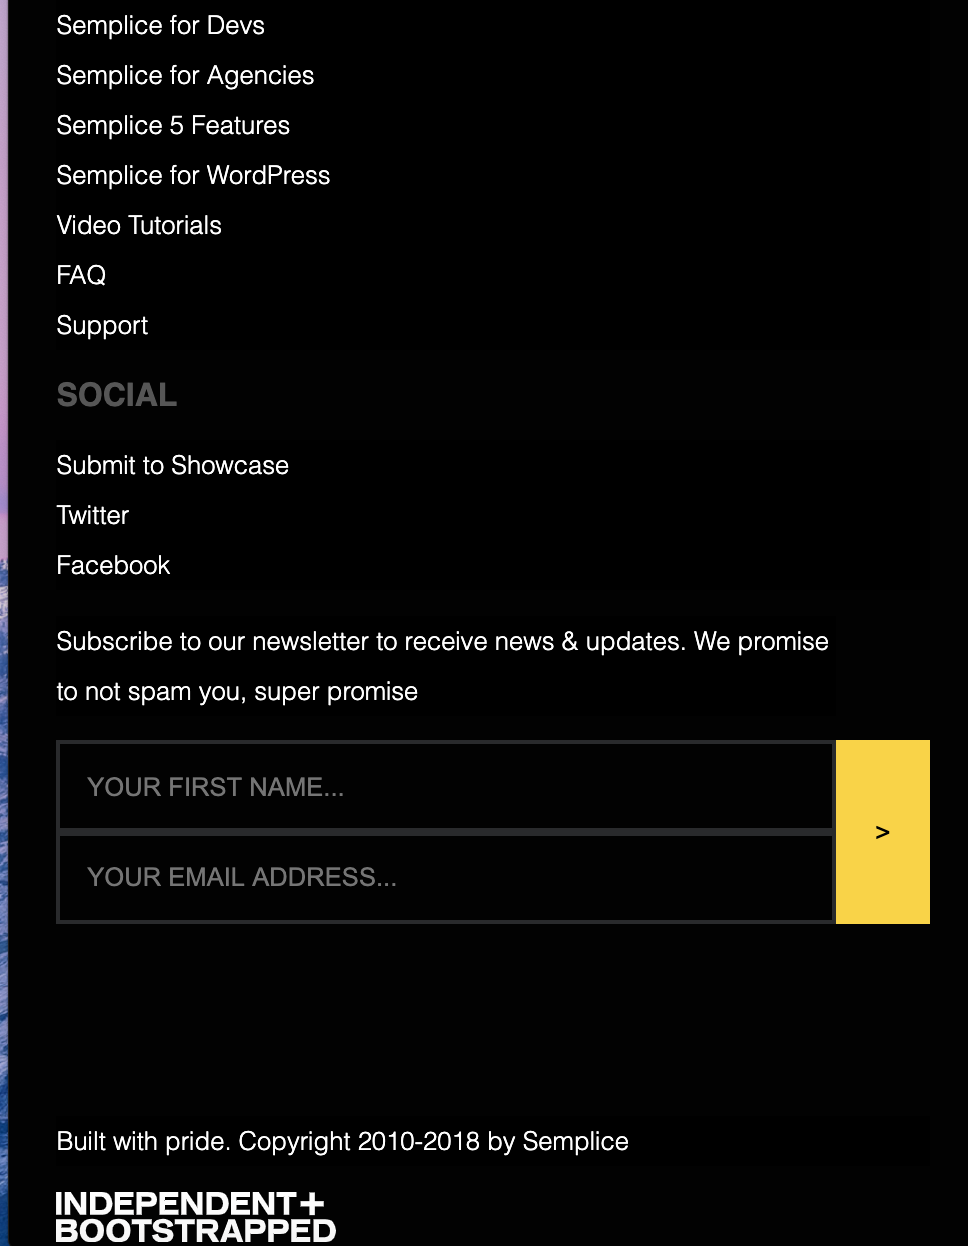 Semplice for Devs
Semplice for Agencies
Semplice 5 Features
Semplice for WordPress
Video Tutorials
FAQ
Support
SOCIAL
Submit to Showcase
Twitter
Facebook
Subscribe to our newsletter to receive news & updates. We promise
to not spam you, super promise
YOUR FIRST NAME...
>
YOUR EMAIL ADDRESS...
Built with pride. Copyright 2010-2018 by Semplice
INDEPENDENT+
BOOTSTRAPPED